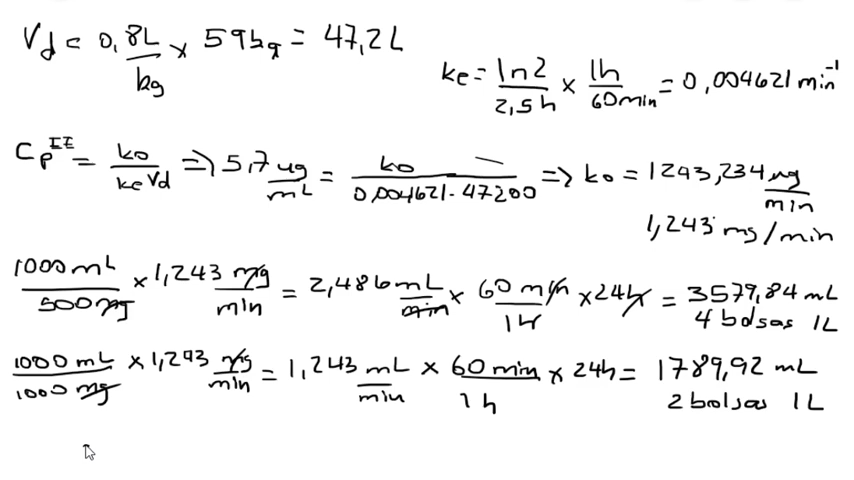 Vd = 0,8L/kg × 59kg = 47,2 L
ke = ln2/2,5h × 1h/60min = 0,004621 min⁻¹
Cp^EE = ko/keVd ⇒ 5,7 ug/mL = ko/0,004621·47200 ⇒ ko = 1243,234 ug/min
1,243 mg/min
1000 mL/500 mg × 1,243 mg/min = 2,486 mL/min × 60 min/1h × 24h = 3579,84 mL
4 bolsas 1L
1000 mL/1000 mg × 1,243 mg/min = 1,243 mL/min × 60 min/1h × 24h = 1789,92 mL
2 bolsas 1L